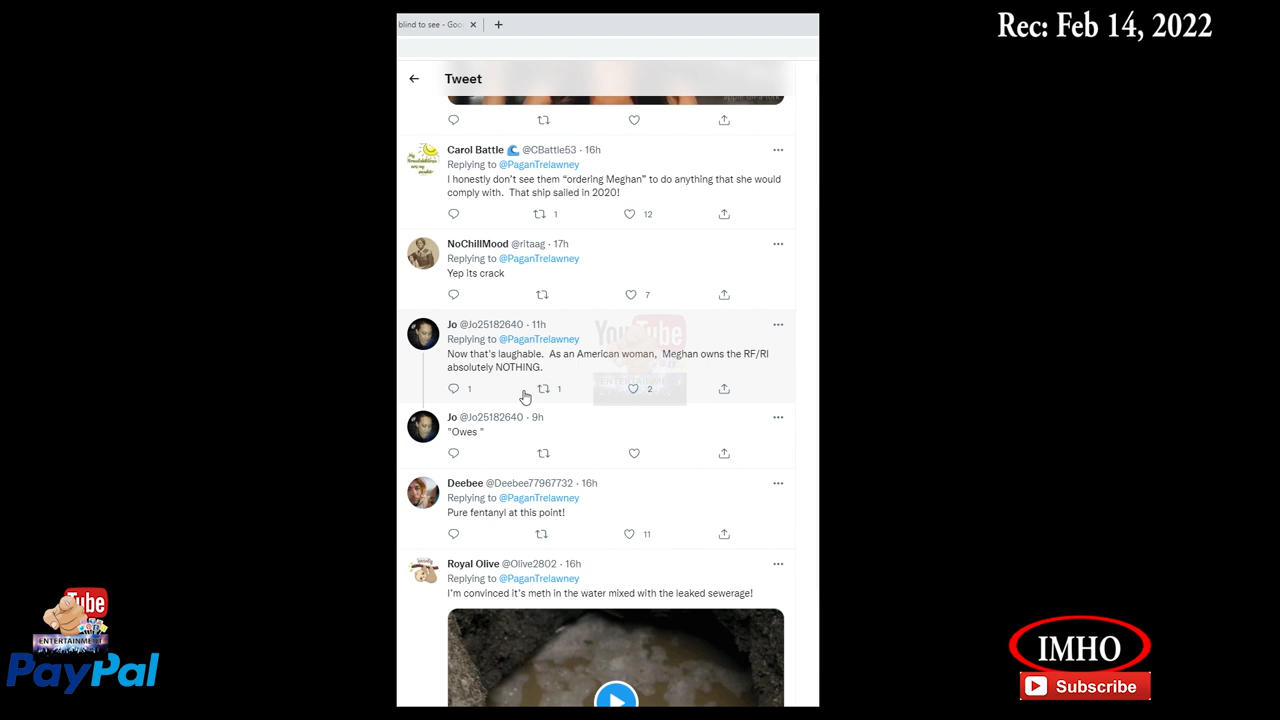 Rec: Feb 14, 2022
blind to see - Goo
Tweet
Carol Battle 🌊 @CBattle53 · 16h
Replying to @PaganTrelawney
I honestly don't see them “ordering Meghan” to do anything that she would
comply with. That ship sailed in 2020!
1 12
NoChillMood @rltaag · 17h
Replying to @PaganTrelawney
Yep its crack
7
Jo @Jo25182640 · 11h
Replying to @PaganTrelawney
Now that's laughable. As an American woman, Meghan owns the RF/RI
absolutely NOTHING.
1 1 2
YouTube
ENTERTAINMENT
Jo @Jo25182640 · 9h
"Owes "
Deebee @Deebee77967732 · 16h
Replying to @PaganTrelawney
Pure fentanyl at this point!
11
Royal Olive @Olive2802 · 16h
Replying to @PaganTrelawney
I'm convinced it's meth in the water mixed with the leaked sewerage!
Tube
ENTERTAINMENT
PayPal
IMHO
Subscribe